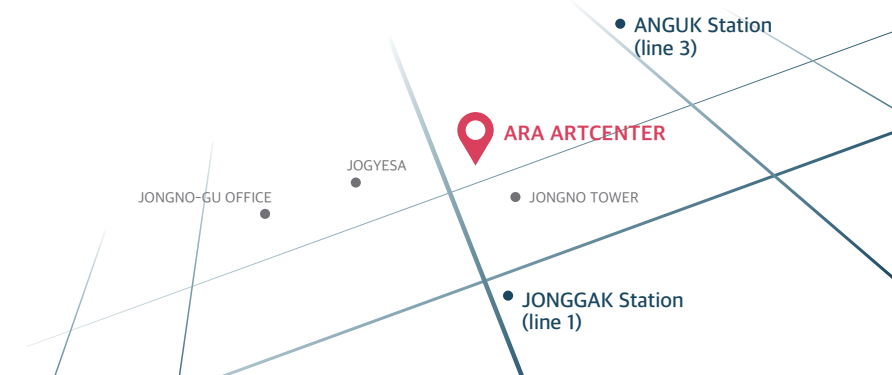 ANGUK Station
(line 3)
ARA ARTCENTER
JOGYESA
JONGNO-GU OFFICE
JONGNO TOWER
JONGGAK Station
(line 1)